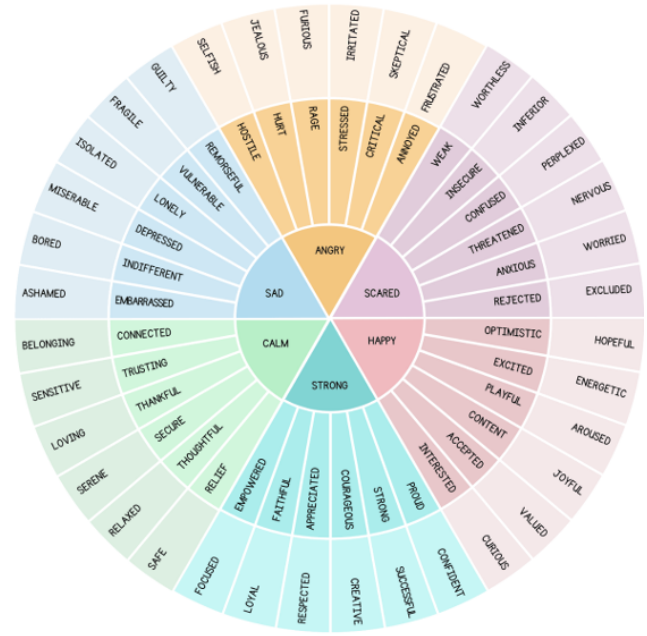 ANGRY
SCARED
HAPPY
STRONG
CALM
SAD
HOSTILE
HURT
RAGE
STRESSED
CRITICAL
ANNOYED
WEAK
INSECURE
CONFUSED
THREATENED
ANXIOUS
REJECTED
OPTIMISTIC
EXCITED
PLAYFUL
CONTENT
ACCEPTED
INTERESTED
PROUD
STRONG
COURAGEOUS
APPRECIATED
FAITHFUL
EMPOWERED
RELIEF
THOUGHTFUL
SECURE
THANKFUL
TRUSTING
CONNECTED
EMBARRASSED
INDIFFERENT
DEPRESSED
LONELY
VULNERABLE
REMORSEFUL
SELFISH
JEALOUS
FURIOUS
IRRITATED
SKEPTICAL
FRUSTRATED
WORTHLESS
INFERIOR
PERPLEXED
NERVOUS
WORRIED
EXCLUDED
HOPEFUL
ENERGETIC
AROUSED
JOYFUL
VALUED
CURIOUS
CONFIDENT
SUCCESSFUL
CREATIVE
RESPECTED
LOYAL
FOCUSED
SAFE
RELAXED
SERENE
LOVING
SENSITIVE
BELONGING
ASHAMED
BORED
MISERABLE
ISOLATED
FRAGILE
GUILTY